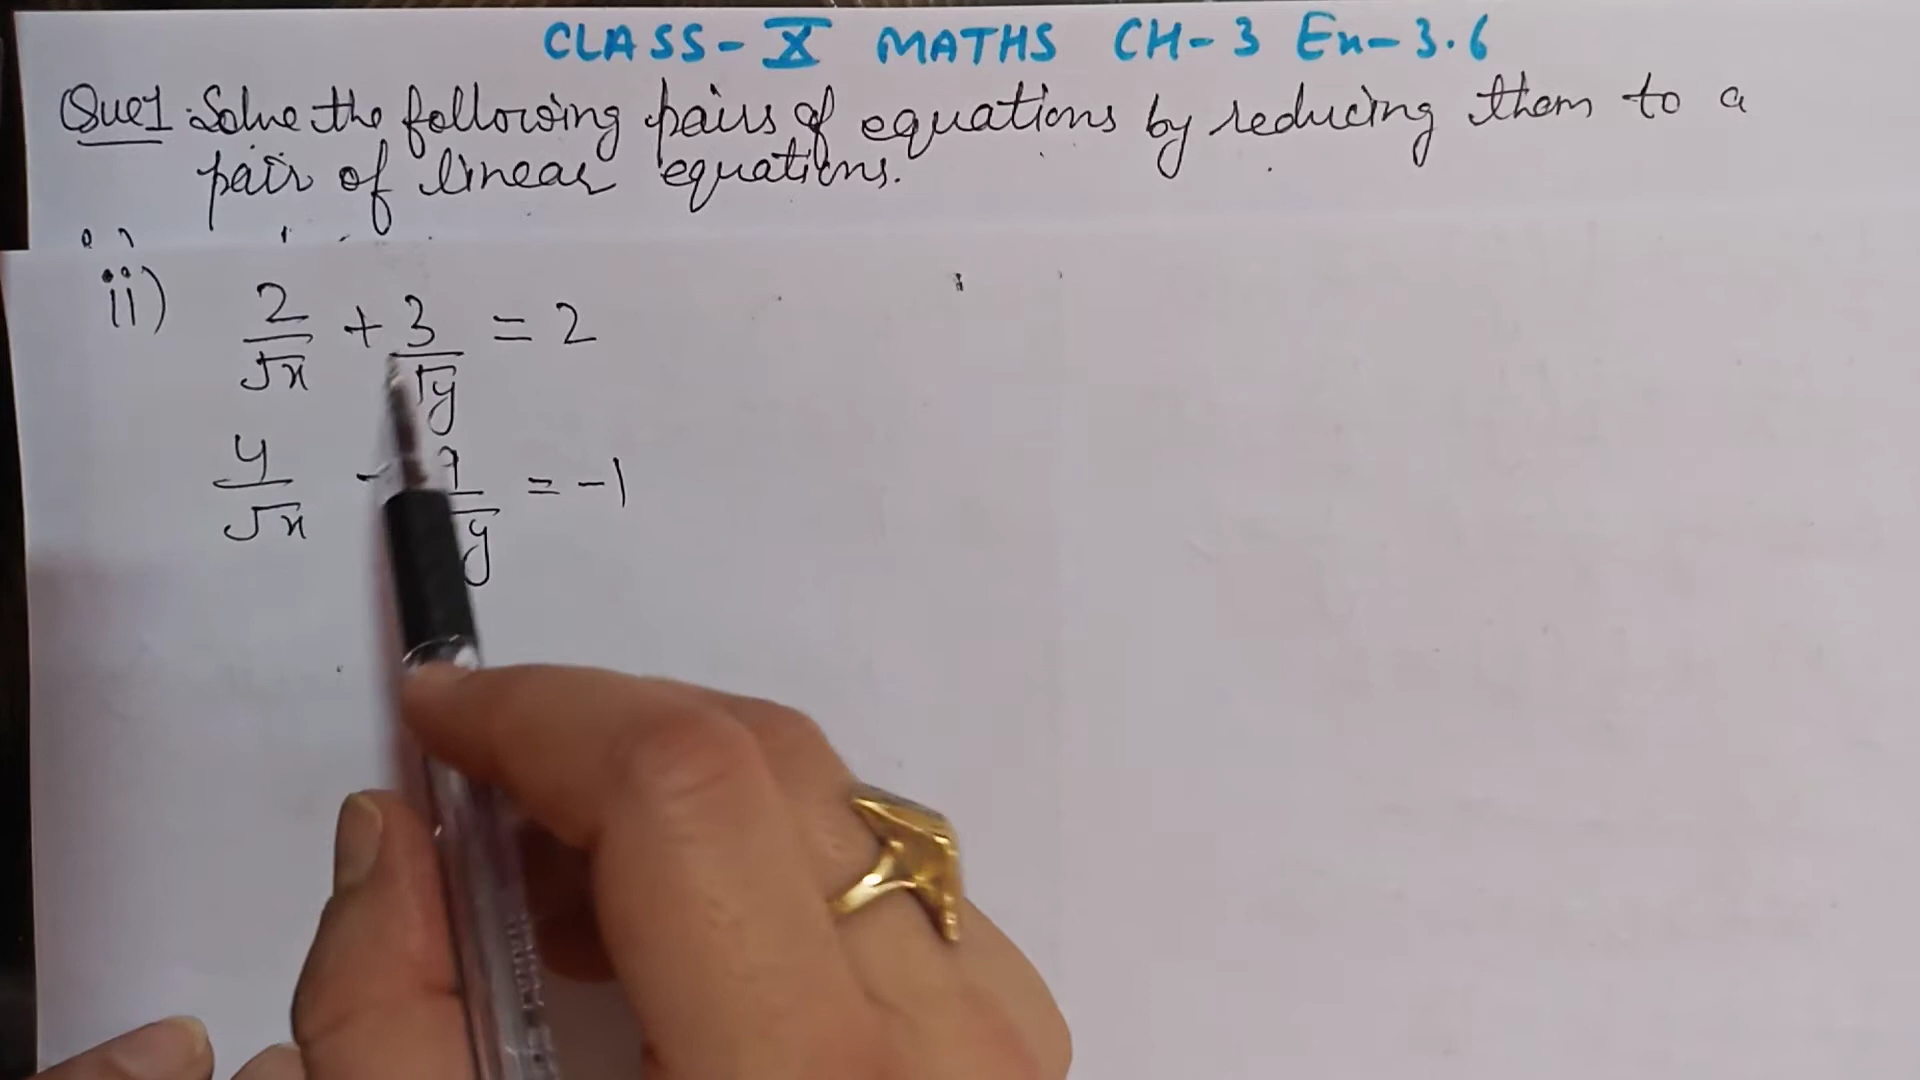 CLASS-X MATHS CH-3 Ex-3.6
Que1. Solve the following pairs of equations by reducing them to a
pair of linear equations.
ii) 2/√x + 3/√y = 2
4/√x - 9/√y = -1